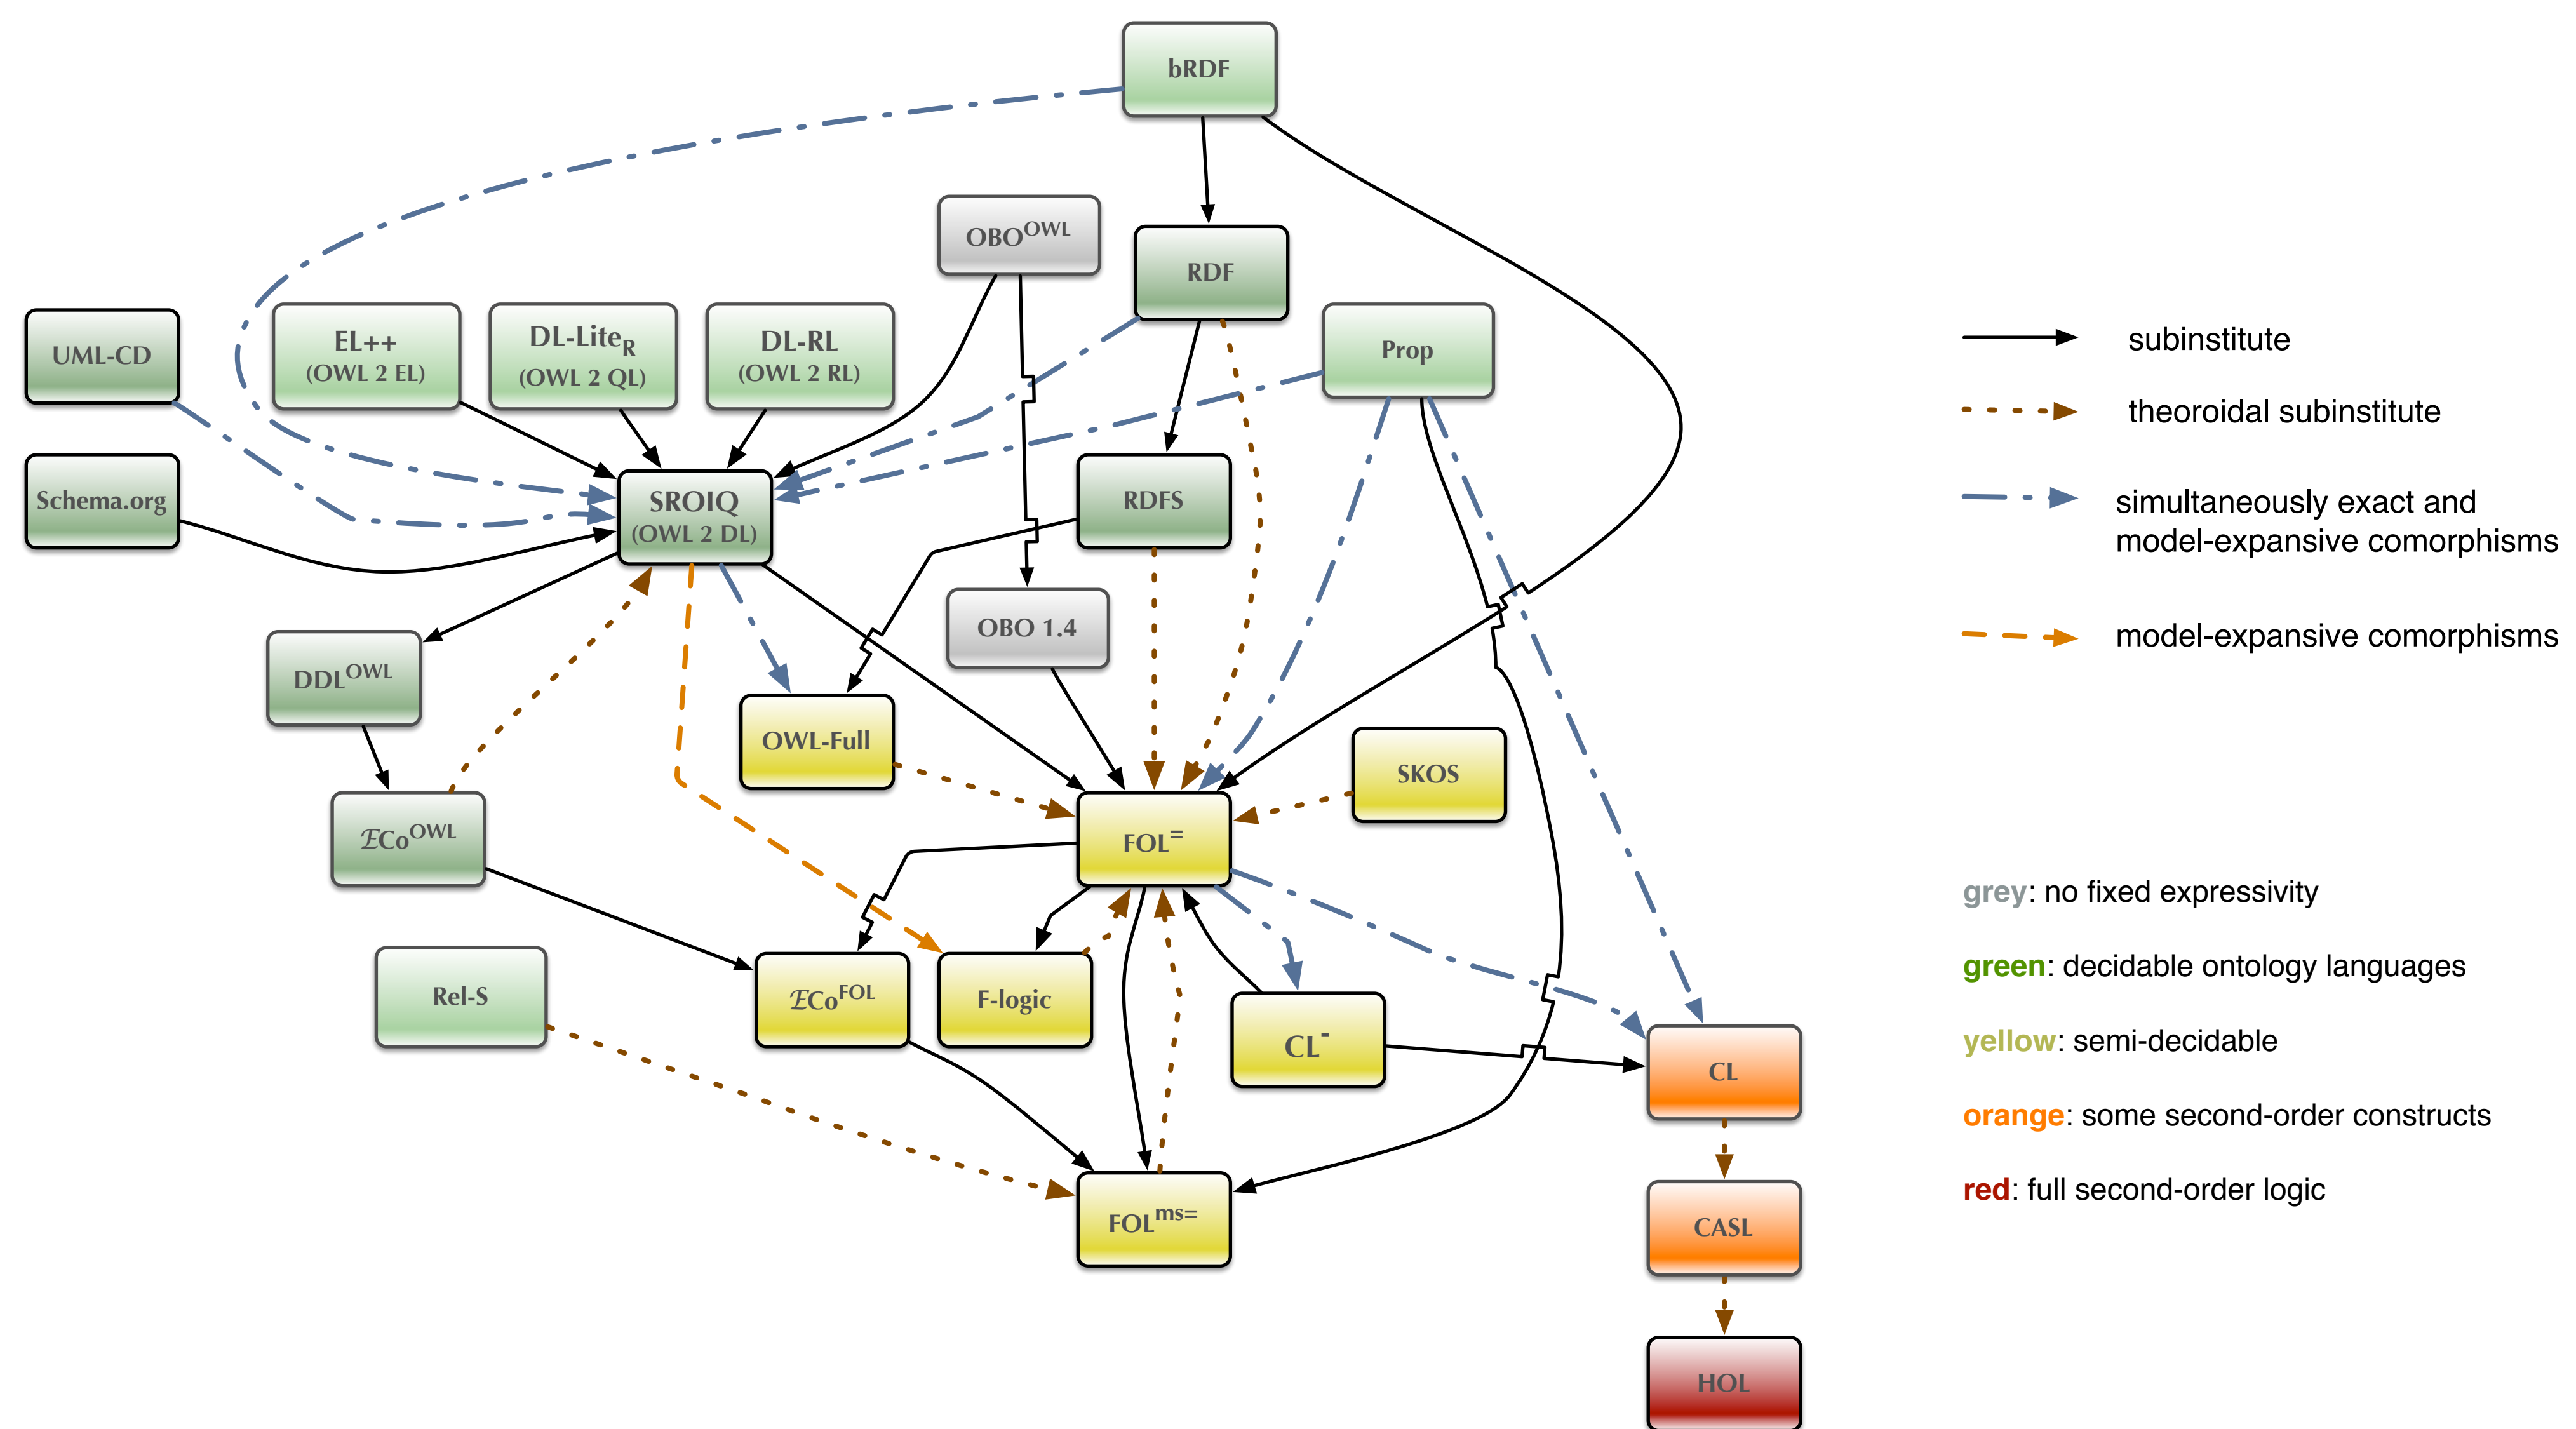 bRDF
OBO^OWL
RDF
UML-CD
EL++
(OWL 2 EL)
DL-Lite_R
(OWL 2 QL)
DL-RL
(OWL 2 RL)
Prop
Schema.org
SROIQ
(OWL 2 DL)
RDFS
OBO 1.4
DDL^OWL
OWL-Full
SKOS
ℰCo^OWL
FOL^=
Rel-S
ℰCo^FOL
F-logic
CL^-
CL
FOL^ms=
CASL
HOL
subinstitute
theoroidal subinstitute
simultaneously exact and
model-expansive comorphisms
model-expansive comorphisms
grey: no fixed expressivity
green: decidable ontology languages
yellow: semi-decidable
orange: some second-order constructs
red: full second-order logic